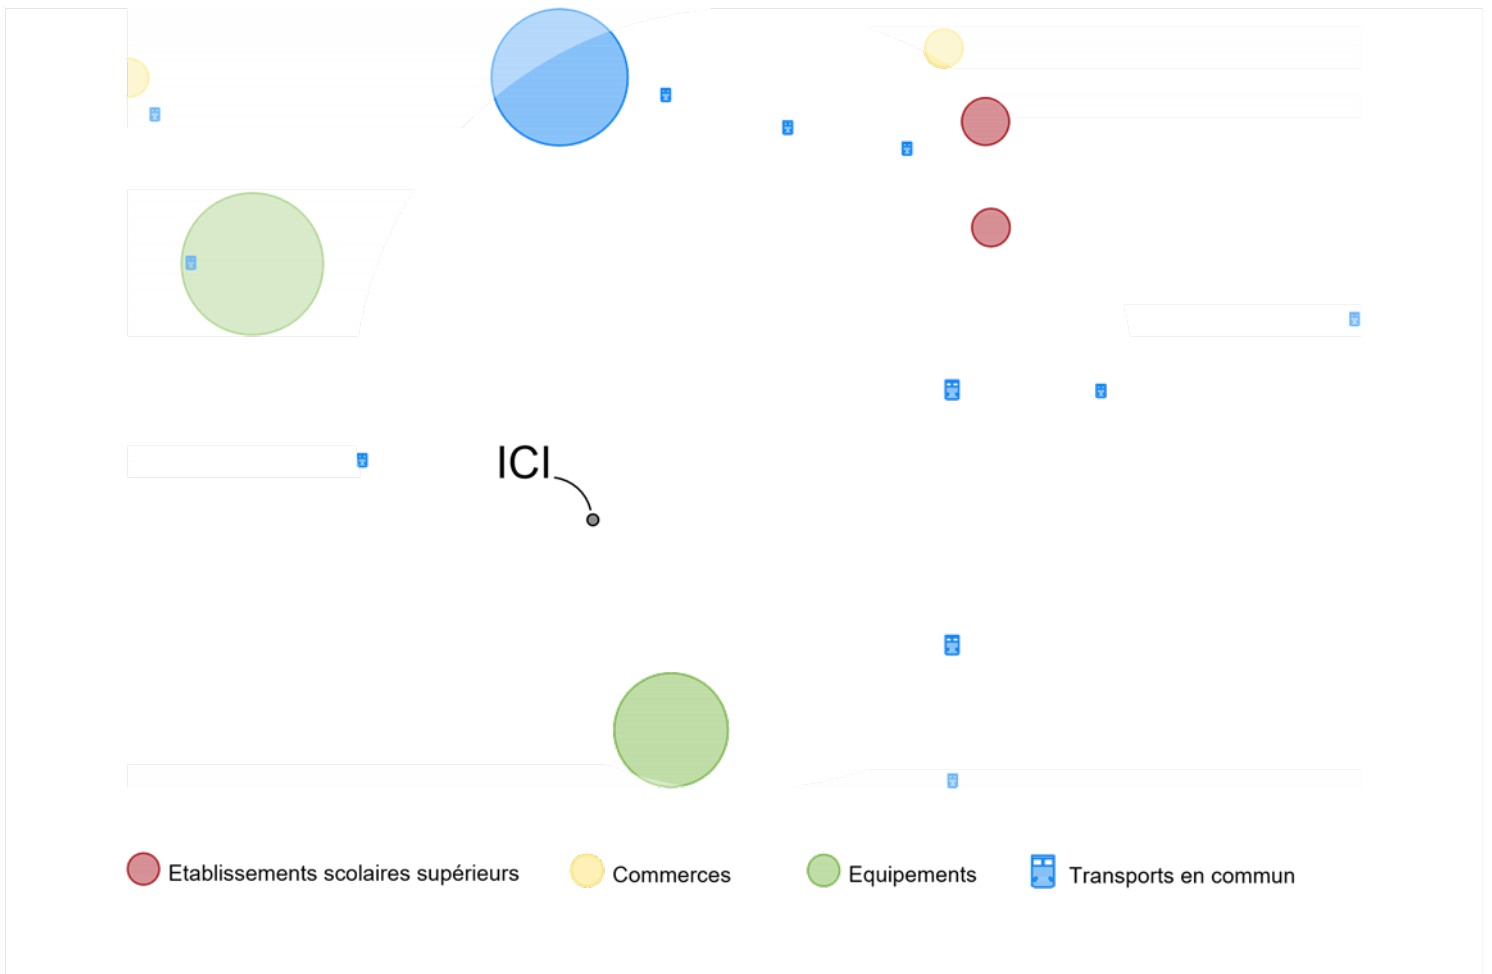 ICI
Etablissements scolaires supérieurs
Commerces
Equipements
Transports en commun